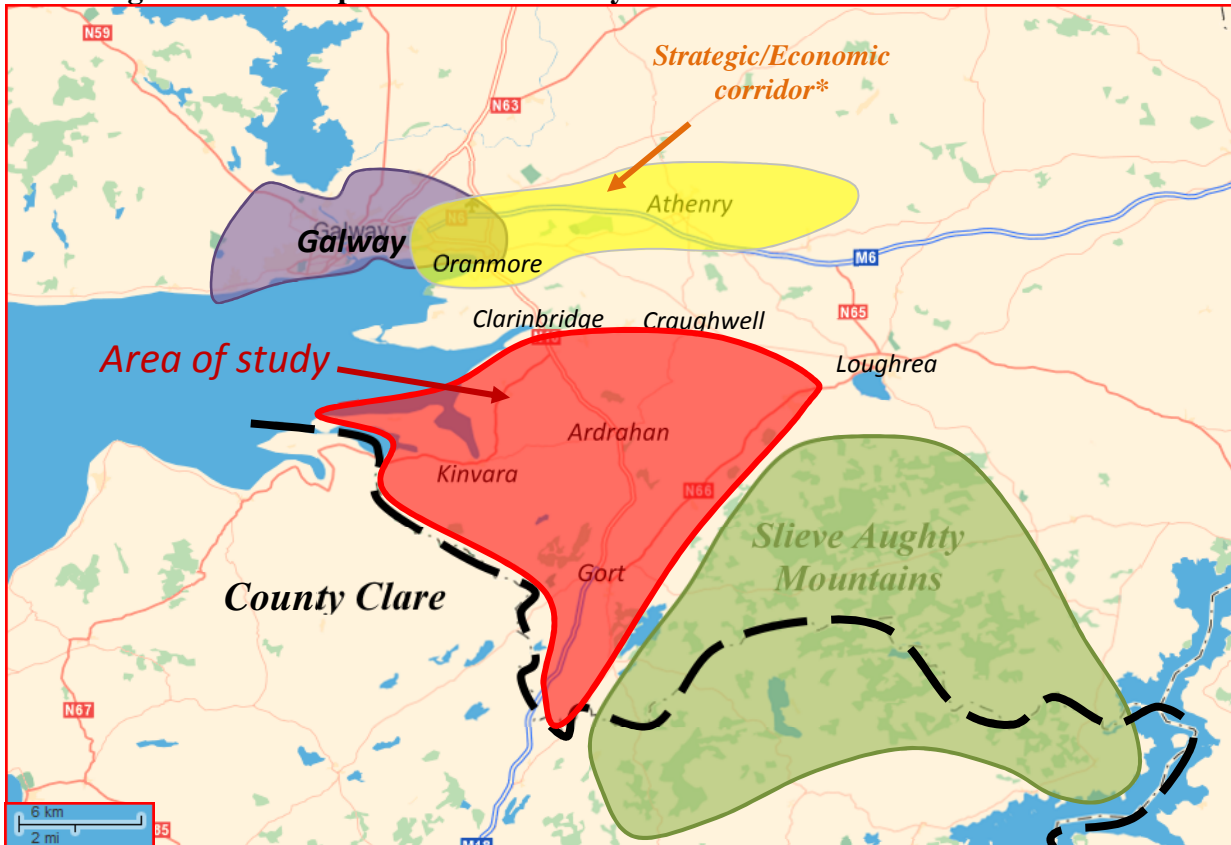 N59
Strategic/Economic
corridor*
N63
Galway
Galway
N6
Athenry
Oranmore
M6
Clarinbridge
Craughwell
N18
N65
Area of study
Loughrea
Ardrahan
Kinvara
N66
Slieve Aughty
Mountains
Gort
County Clare
N67
6 km
2 mi
M18